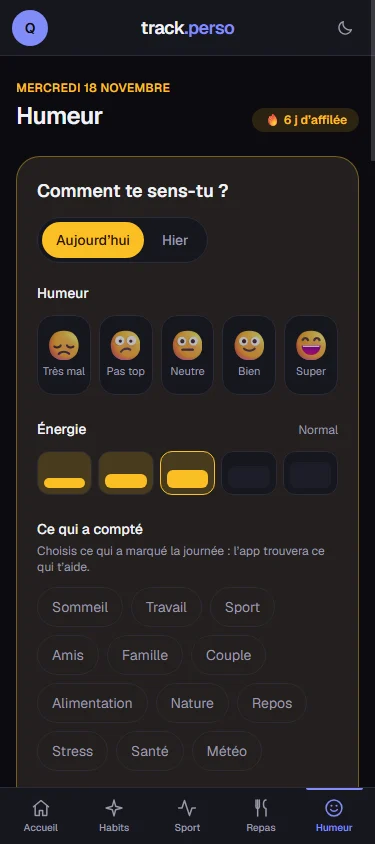 Q
track.perso
MERCREDI 18 NOVEMBRE
Humeur
🔥 6 j d'affilée
Comment te sens-tu ?
Aujourd'hui
Hier
Humeur
Très mal
Pas top
Neutre
Bien
Super
Énergie
Normal
Ce qui a compté
Choisis ce qui a marqué la journée : l'app trouvera ce
qui t'aide.
Sommeil
Travail
Sport
Amis
Famille
Couple
Alimentation
Nature
Repos
Stress
Santé
Météo
Accueil
Habits
Sport
Repas
Humeur